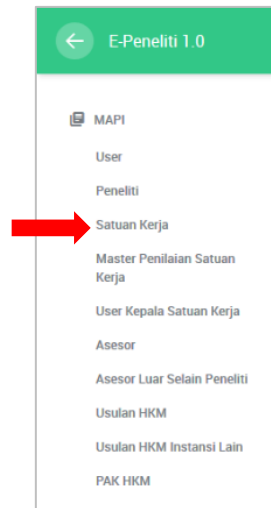 E-Peneliti 1.0
MAPI
User
Peneliti
Satuan Kerja
Master Penilaian Satuan
Kerja
User Kepala Satuan Kerja
Asesor
Asesor Luar Selain Peneliti
Usulan HKM
Usulan HKM Instansi Lain
PAK HKM